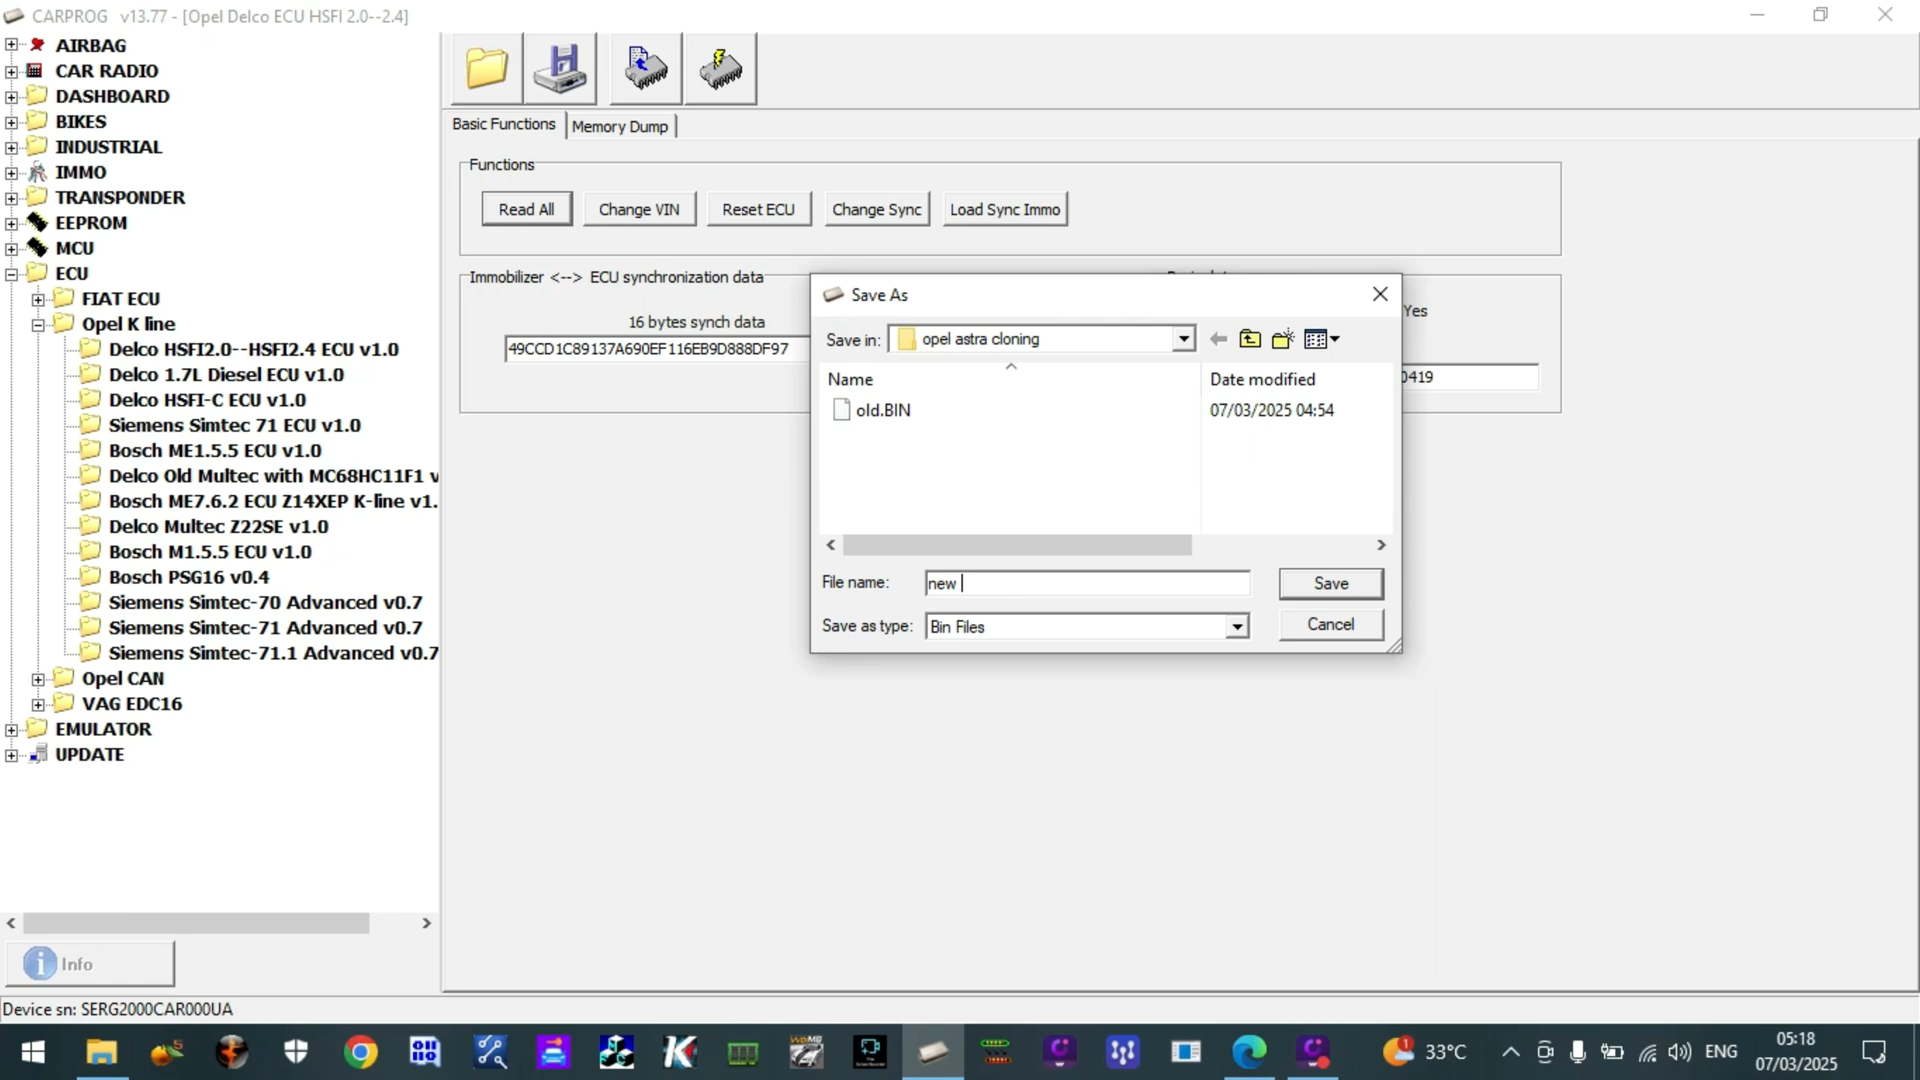 CARPROG v13.77 - [Opel Delco ECU HSFI 2.0--2.4]
AIRBAG
CAR RADIO
DASHBOARD
BIKES
INDUSTRIAL
IMMO
TRANSPONDER
EEPROM
MCU
ECU
FIAT ECU
Opel K line
Delco HSFI2.0--HSFI2.4 ECU v1.0
Delco 1.7L Diesel ECU v1.0
Delco HSFI-C ECU v1.0
Siemens Simtec 71 ECU v1.0
Bosch ME1.5.5 ECU v1.0
Delco Old Multec with MC68HC11F1 v
Bosch ME7.6.2 ECU Z14XEP K-line v1.
Delco Multec Z22SE v1.0
Bosch M1.5.5 ECU v1.0
Bosch PSG16 v0.4
Siemens Simtec-70 Advanced v0.7
Siemens Simtec-71 Advanced v0.7
Siemens Simtec-71.1 Advanced v0.7
Opel CAN
VAG EDC16
EMULATOR
UPDATE
Info
Device sn: SERG2000CAR000UA
Basic Functions
Memory Dump
Functions
Read All
Change VIN
Reset ECU
Change Sync
Load Sync Immo
Immobilizer <--> ECU synchronization data
16 bytes synch data
49CCD1C89137A690EF116EB9D888DF97
Yes
0419
Save As
Save in: opel astra cloning
Name
Date modified
old.BIN
07/03/2025 04:54
File name: new
Save
Save as type: Bin Files
Cancel
33°C
ENG
05:18
07/03/2025